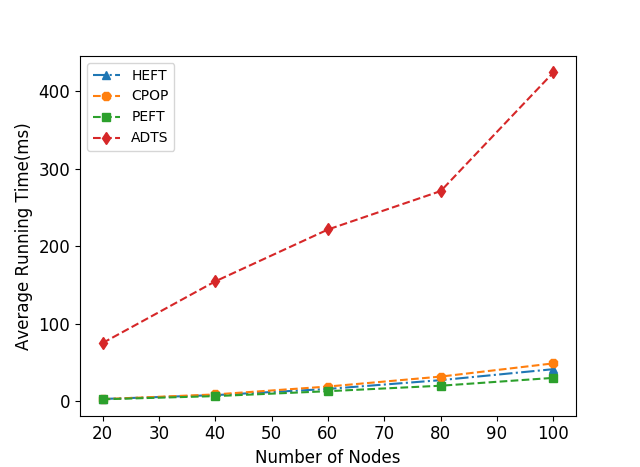 HEFT
CPOP
PEFT
ADTS
Average Running Time(ms)
400
300
200
100
0
20 30 40 50 60 70 80 90 100
Number of Nodes